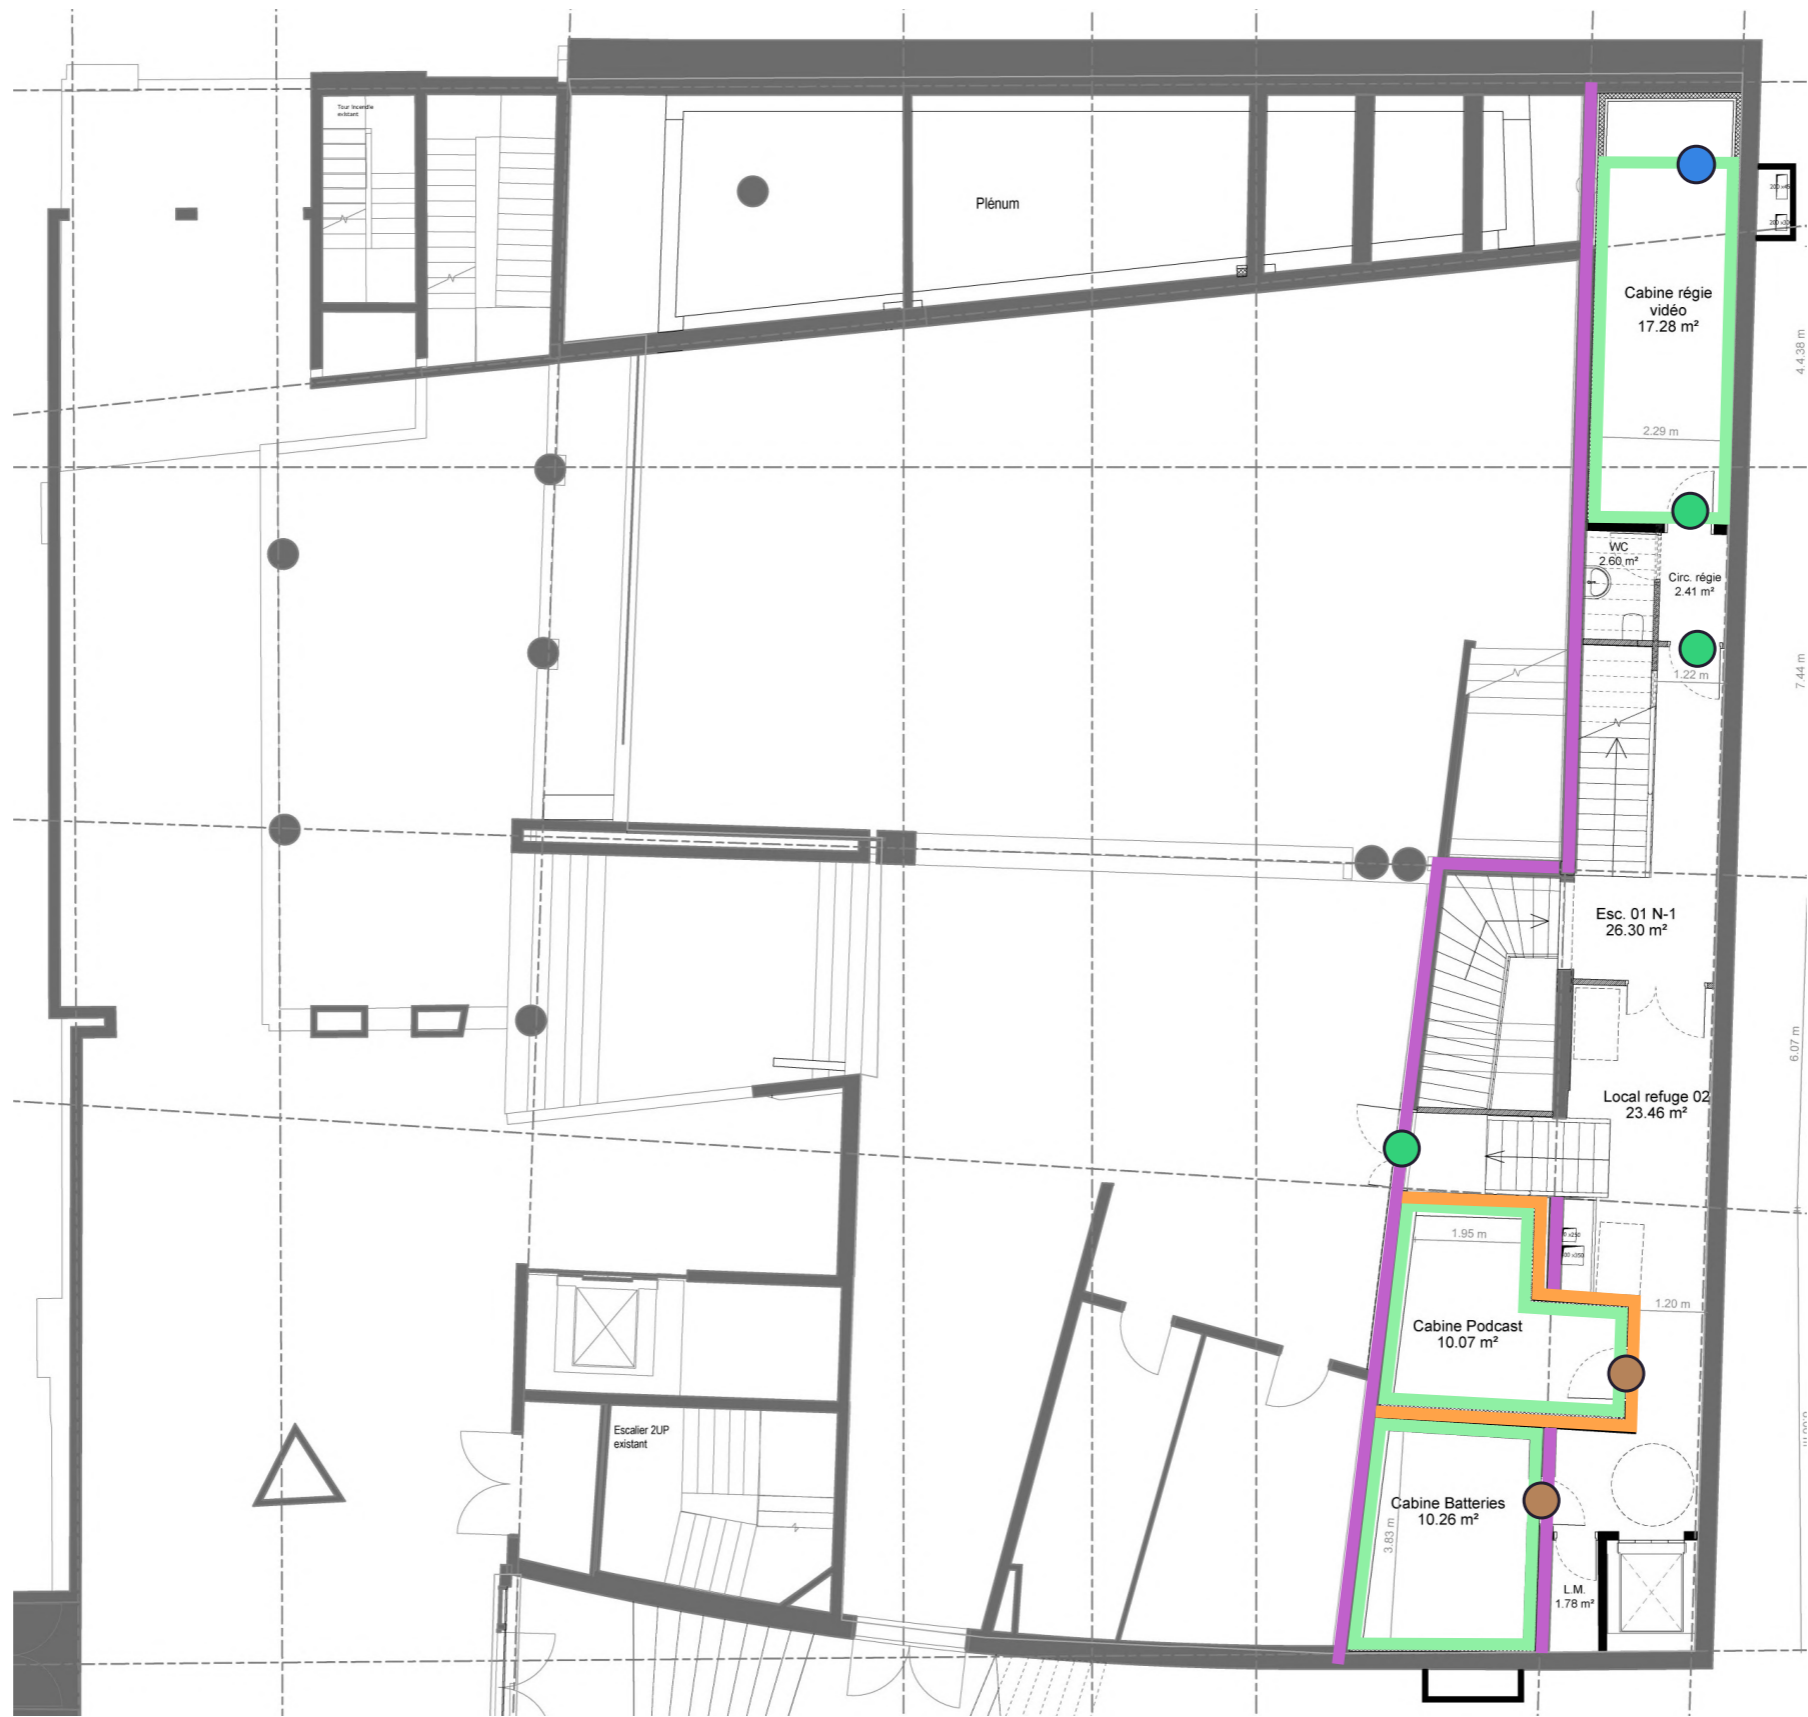 Tour Incendie
existant
Plénum
Cabine régie
vidéo
17.28 m²
4.38 m
2.29 m
WC
2.60 m²
Circ. régie
2.41 m²
1.22 m
7.44 m
Esc. 01 N-1
26.30 m²
6.07 m
Local refuge 02
23.46 m²
1.95 m
1.20 m
Cabine Podcast
10.07 m²
Escalier 2UP
existant
Cabine Batteries
10.26 m²
3.83 m
L.M.
1.78 m²